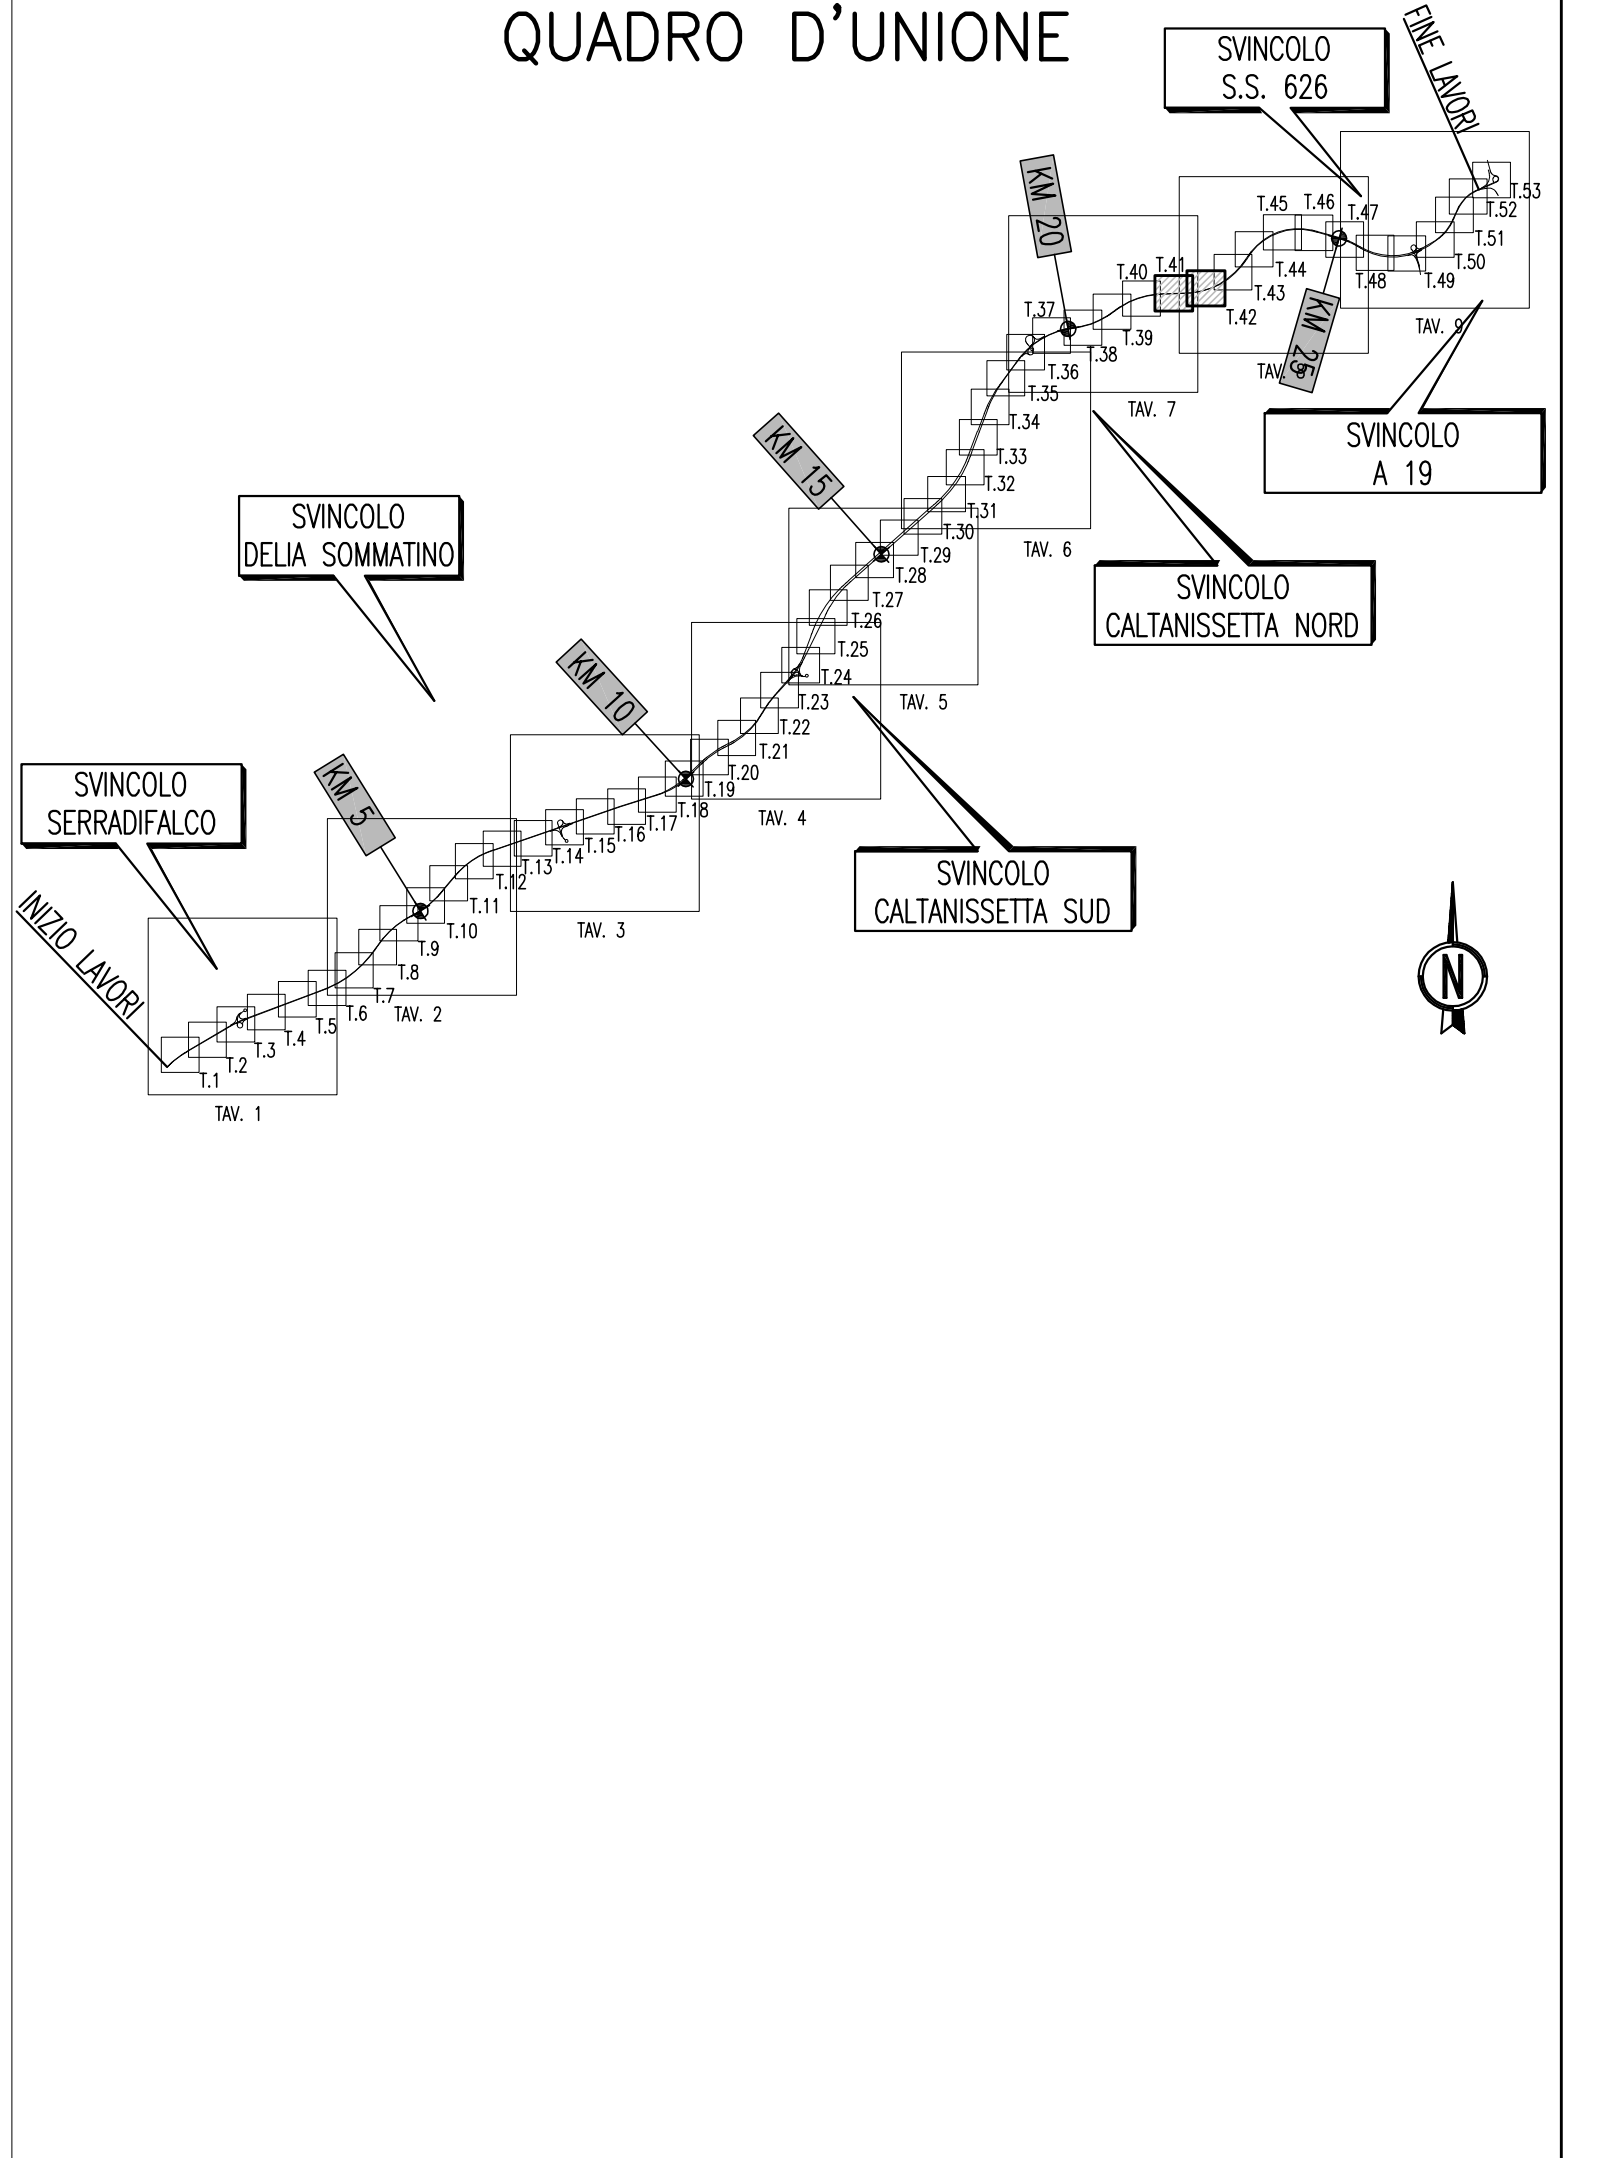 QUADRO D'UNIONE
SVINCOLO
S.S. 626
FINE LAVORI
KM 20
T.53
T.52
T.51
T.50
T.49
T.48
T.47
T.46
T.45
T.44
T.43
T.42
T.41
T.40
T.39
T.38
T.37
T.36
T.35
T.34
T.33
T.32
T.31
T.30
T.29
T.28
T.27
T.26
T.25
T.24
T.23
T.22
T.21
T.20
T.19
T.18
T.17
T.16
T.15
T.14
T.13
T.12
T.11
T.10
T.9
T.8
T.7
T.6
T.5
T.4
T.3
T.2
T.1
KM 25
TAV. 9
TAV. 8
TAV. 7
TAV. 6
TAV. 5
TAV. 4
TAV. 3
TAV. 2
TAV. 1
SVINCOLO
A 19
KM 15
SVINCOLO
DELIA SOMMATINO
SVINCOLO
CALTANISSETTA NORD
KM 10
KM 5
SVINCOLO
SERRADIFALCO
SVINCOLO
CALTANISSETTA SUD
INIZIO LAVORI
N